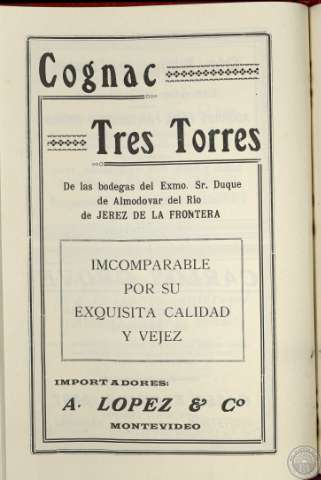 Cognac
Tres Torres
De las bodegas del Exmo. Sr. Duque
de Almodovar del Rio
de JEREZ DE LA FRONTERA
IMCOMPARABLE
POR SU
EXQUISITA CALIDAD
Y VEJEZ
IMPORTADORES:
A. LOPEZ & Cº
MONTEVIDEO